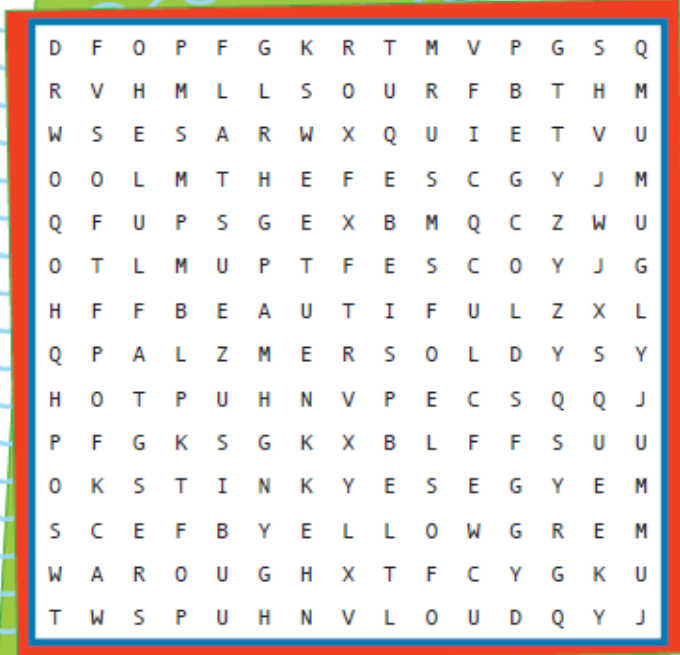 D F O P F G K R T M V P G S Q
R V H M L L S O U R F B T H M
W S E S A R W X Q U I E T V U
O O L M T H E F E S C G Y J M
Q F U P S G E X B M Q C Z W U
O T L M U P T F E S C O Y J G
H F F B E A U T I F U L Z X L
Q P A L Z M E R S O L D Y S Y
H O T P U H N V P E C S Q Q J
P F G K S G K X B L F F S U U
O K S T I N K Y E S E G Y E M
S C E F B Y E L L O W G R E M
W A R O U G H X T F C Y G K U
T W S P U H N V L O U D Q Y J